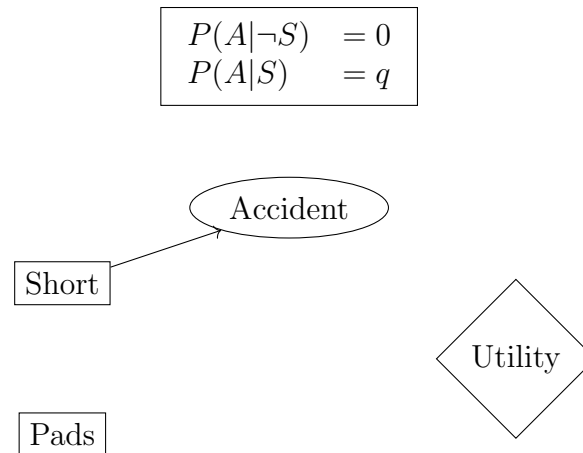 P(A|¬S) = 0
P(A|S) = q
Accident
Short
Utility
Pads